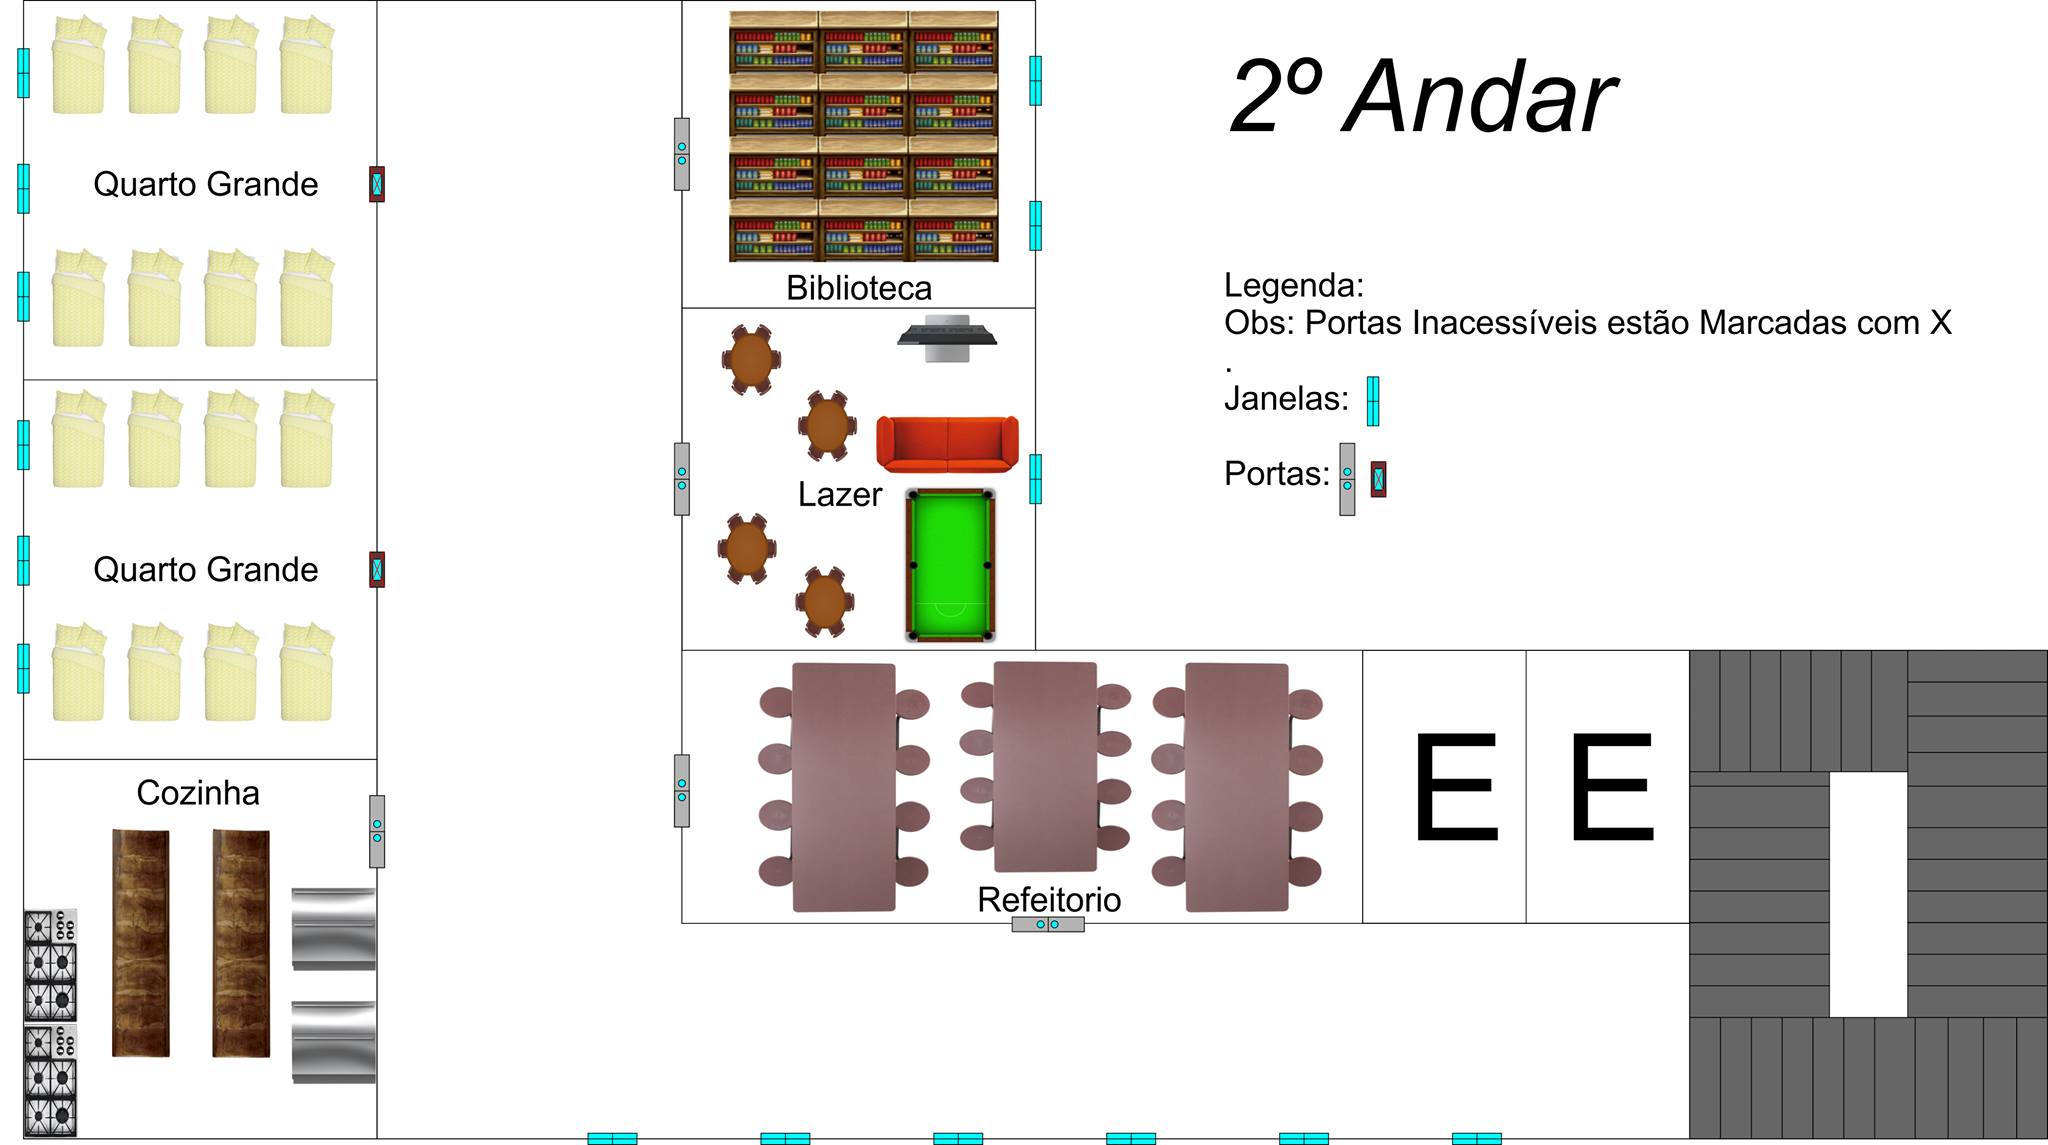 2º Andar
Quarto Grande
Biblioteca
Legenda:
Obs: Portas Inacessíveis estão Marcadas com X
.
Janelas:
Portas:
Lazer
Quarto Grande
Cozinha
E E
Refeitorio